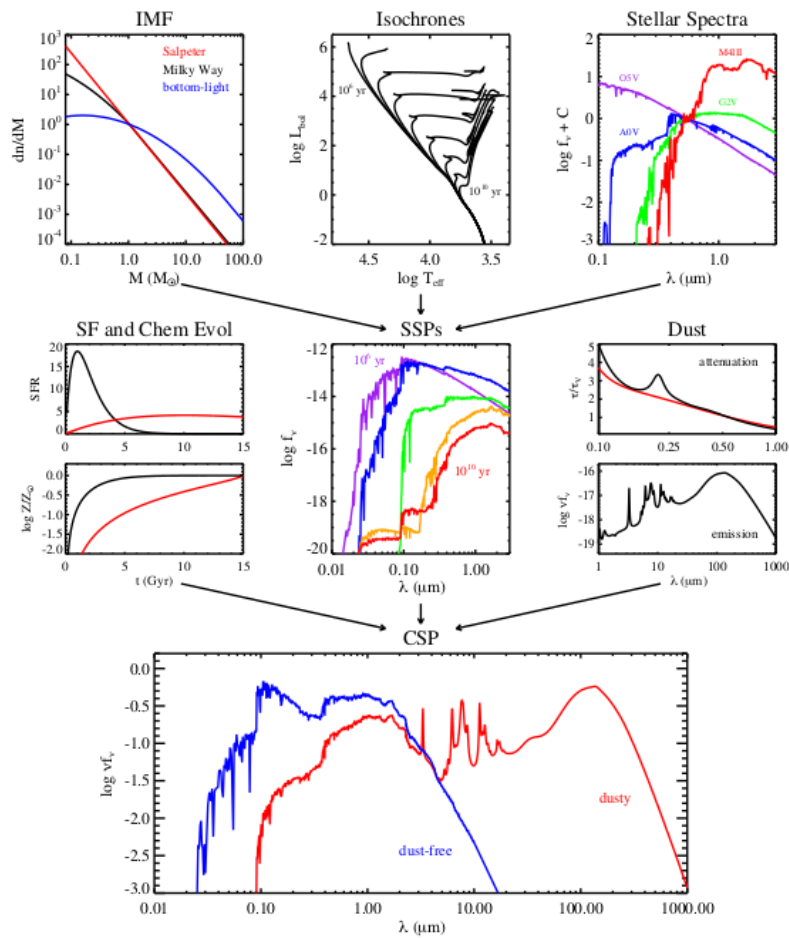 IMF
Isochrones
Stellar Spectra
10³
10²
10¹
10⁰
10⁻¹
10⁻²
10⁻³
10⁻⁴
dn/dM
Salpeter
Milky Way
bottom-light
0.1 1.0 10.0 100.0
M (M☉)
6
4
2
0
-2
log L_bol
10⁶ yr
10¹⁰ yr
4.5 4.0 3.5
log T_eff
2
1
0
-1
-2
-3
log f_ν + C
O5V
M4III
G2V
A0V
0.1 1.0
λ (μm)
SF and Chem Evol
SSPs
Dust
20
15
10
5
0
SFR
0 5 10 15
0.0
-0.5
-1.0
-1.5
-2.0
log Z/Z☉
0 5 10 15
t (Gyr)
-12
-14
-16
-18
-20
log f_ν
10⁶ yr
10¹⁰ yr
0.01 0.10 1.00
λ (μm)
5
4
3
2
1
τ/τ_V
attenuation
0.10 0.25 0.50 1.00
-16
-17
-18
-19
log νf_ν
emission
1 10 100 1000
λ (μm)
CSP
0.0
-0.5
-1.0
-1.5
-2.0
-2.5
-3.0
log νf_ν
dusty
dust-free
0.01 0.10 1.00 10.00 100.00 1000.00
λ (μm)